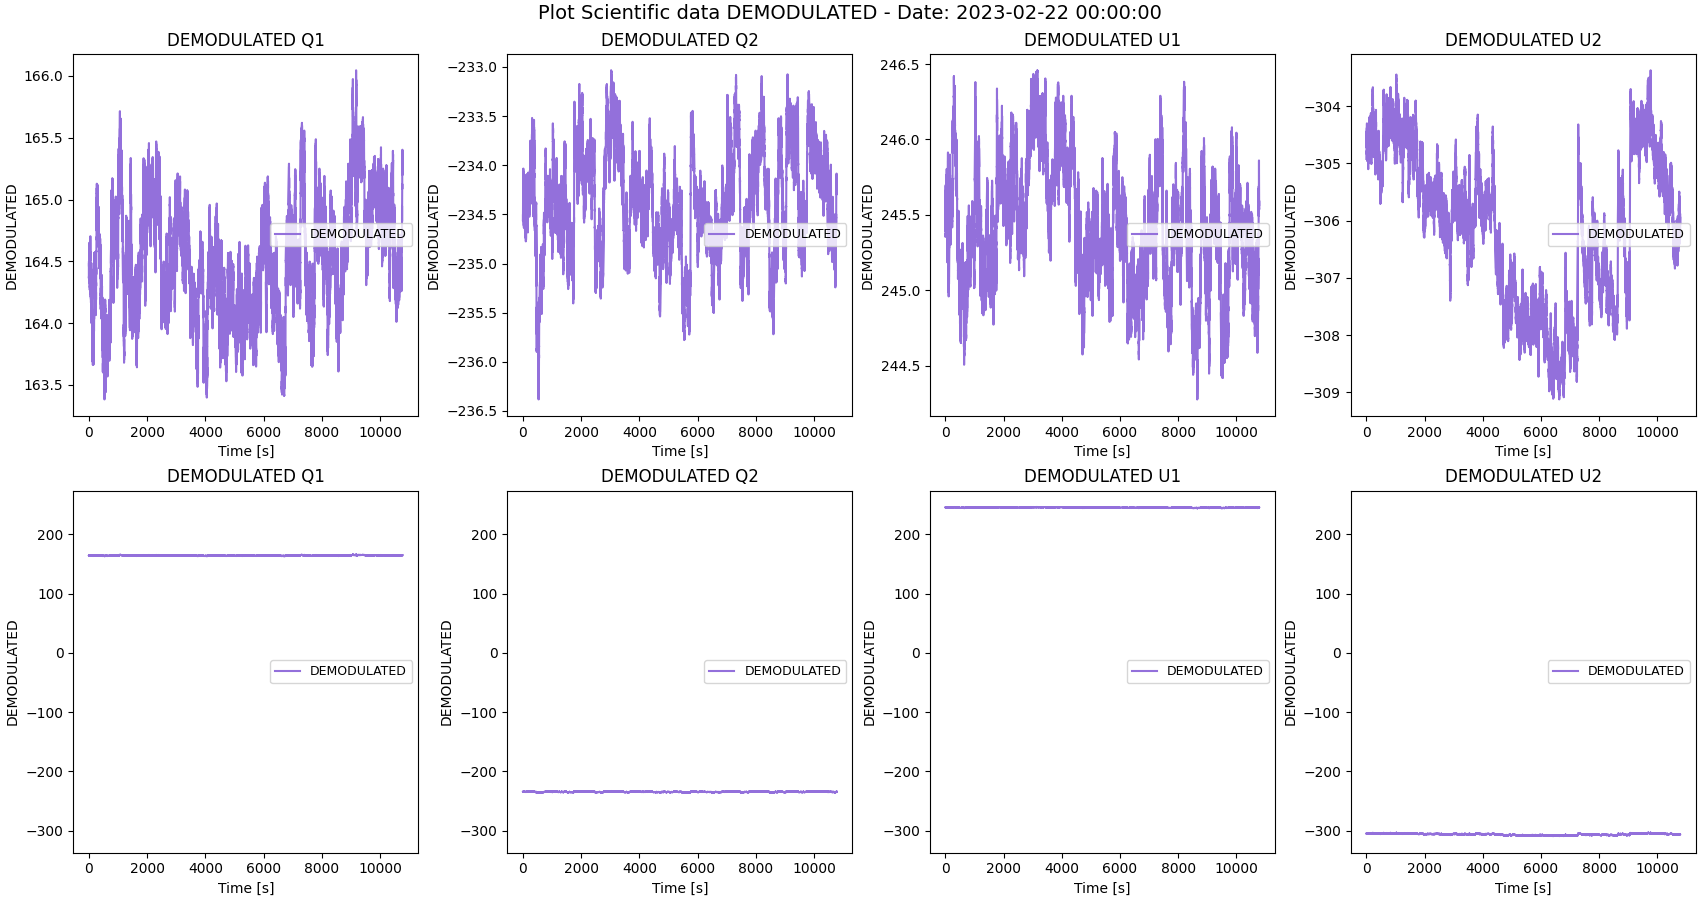 Plot Scientific data DEMODULATED - Date: 2023-02-22 00:00:00
DEMODULATED Q1
DEMODULATED
166.0
165.5
165.0
164.5
164.0
163.5
DEMODULATED
0 2000 4000 6000 8000 10000
Time [s]
DEMODULATED Q2
DEMODULATED
−233.0
−233.5
−234.0
−234.5
−235.0
−235.5
−236.0
−236.5
DEMODULATED
0 2000 4000 6000 8000 10000
Time [s]
DEMODULATED U1
DEMODULATED
246.5
246.0
245.5
245.0
244.5
DEMODULATED
0 2000 4000 6000 8000 10000
Time [s]
DEMODULATED U2
DEMODULATED
−304
−305
−306
−307
−308
−309
DEMODULATED
0 2000 4000 6000 8000 10000
Time [s]
DEMODULATED Q1
DEMODULATED
200
100
0
−100
−200
−300
DEMODULATED
0 2000 4000 6000 8000 10000
Time [s]
DEMODULATED Q2
DEMODULATED
200
100
0
−100
−200
−300
DEMODULATED
0 2000 4000 6000 8000 10000
Time [s]
DEMODULATED U1
DEMODULATED
200
100
0
−100
−200
−300
DEMODULATED
0 2000 4000 6000 8000 10000
Time [s]
DEMODULATED U2
DEMODULATED
200
100
0
−100
−200
−300
DEMODULATED
0 2000 4000 6000 8000 10000
Time [s]